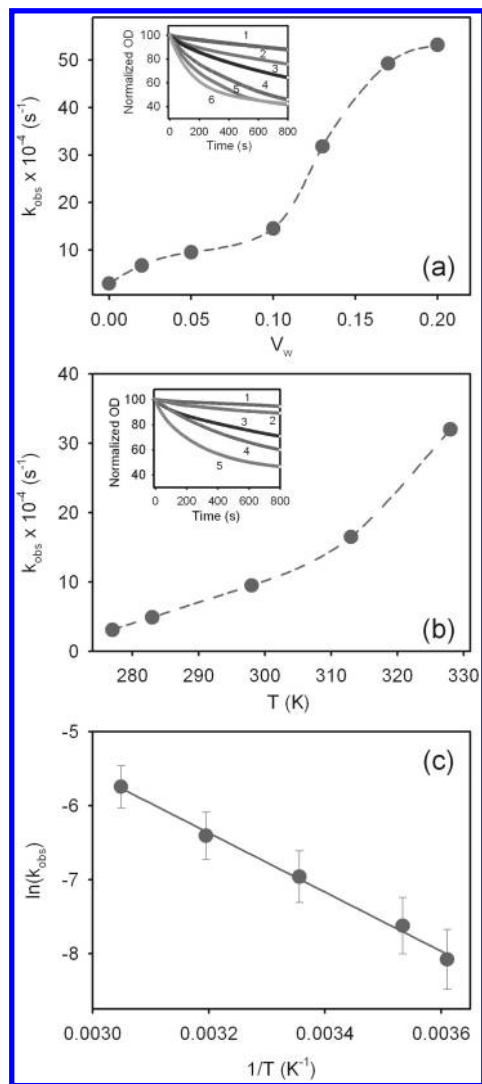 Normalized OD
100
80
60
40
1
2
3
4
5
6
0 200 400 600 800
Time (s)
k_obs x 10^-4 (s^-1)
50
40
30
20
10
(a)
0.00 0.05 0.10 0.15 0.20
V_w
Normalized OD
100
80
60
40
1
2
3
4
5
0 200 400 600 800
Time (s)
k_obs x 10^-4 (s^-1)
40
30
20
10
0
(b)
280 290 300 310 320 330
T (K)
ln(k_obs)
-5
-6
-7
-8
(c)
0.0030 0.0032 0.0034 0.0036
1/T (K^-1)